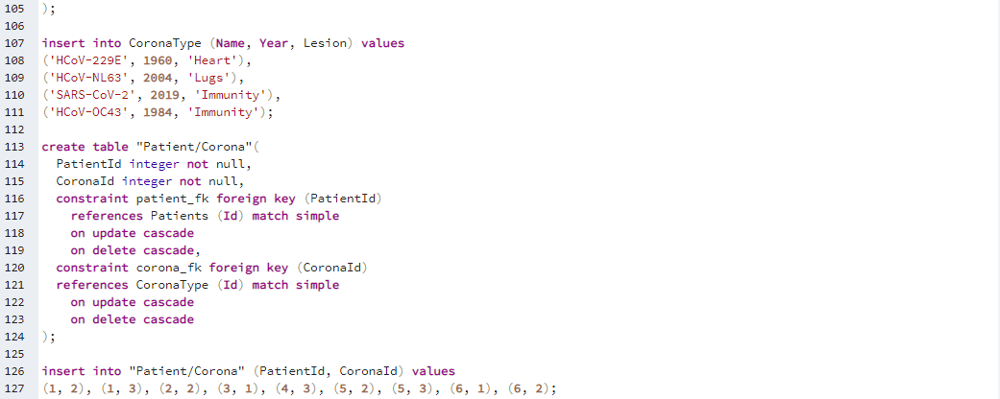 105 );
106
107 insert into CoronaType (Name, Year, Lesion) values
108 ('HCoV-229E', 1960, 'Heart'),
109 ('HCoV-NL63', 2004, 'Lugs'),
110 ('SARS-CoV-2', 2019, 'Immunity'),
111 ('HCoV-OC43', 1984, 'Immunity');
112
113 create table "Patient/Corona"(
114   PatientId integer not null,
115   CoronaId integer not null,
116   constraint patient_fk foreign key (PatientId)
117     references Patients (Id) match simple
118     on update cascade
119     on delete cascade,
120   constraint corona_fk foreign key (CoronaId)
121   references CoronaType (Id) match simple
122     on update cascade
123     on delete cascade
124 );
125
126 insert into "Patient/Corona" (PatientId, CoronaId) values
127 (1, 2), (1, 3), (2, 2), (3, 1), (4, 3), (5, 2), (5, 3), (6, 1), (6, 2);